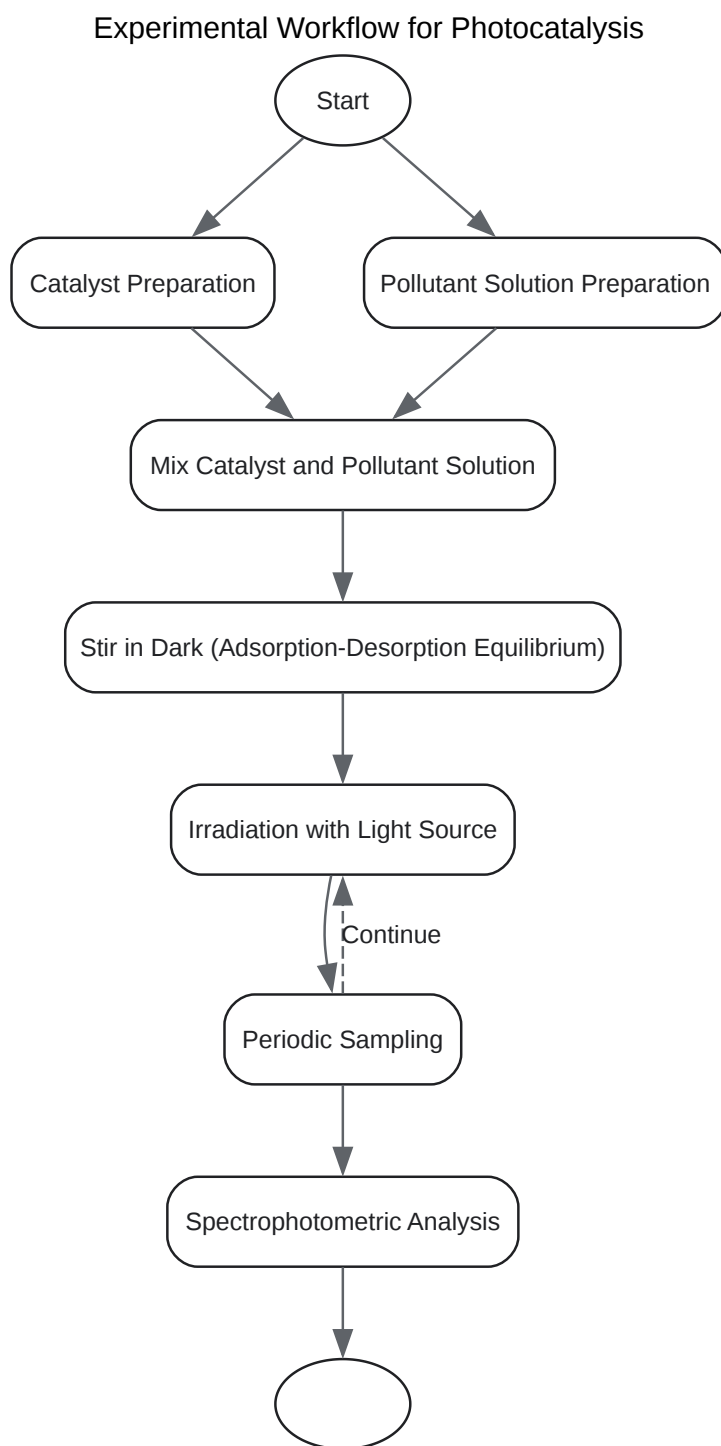 Experimental Workflow for Photocatalysis
Start
Catalyst Preparation
Pollutant Solution Preparation
Mix Catalyst and Pollutant Solution
Stir in Dark (Adsorption-Desorption Equilibrium)
Irradiation with Light Source
Continue
Periodic Sampling
Spectrophotometric Analysis